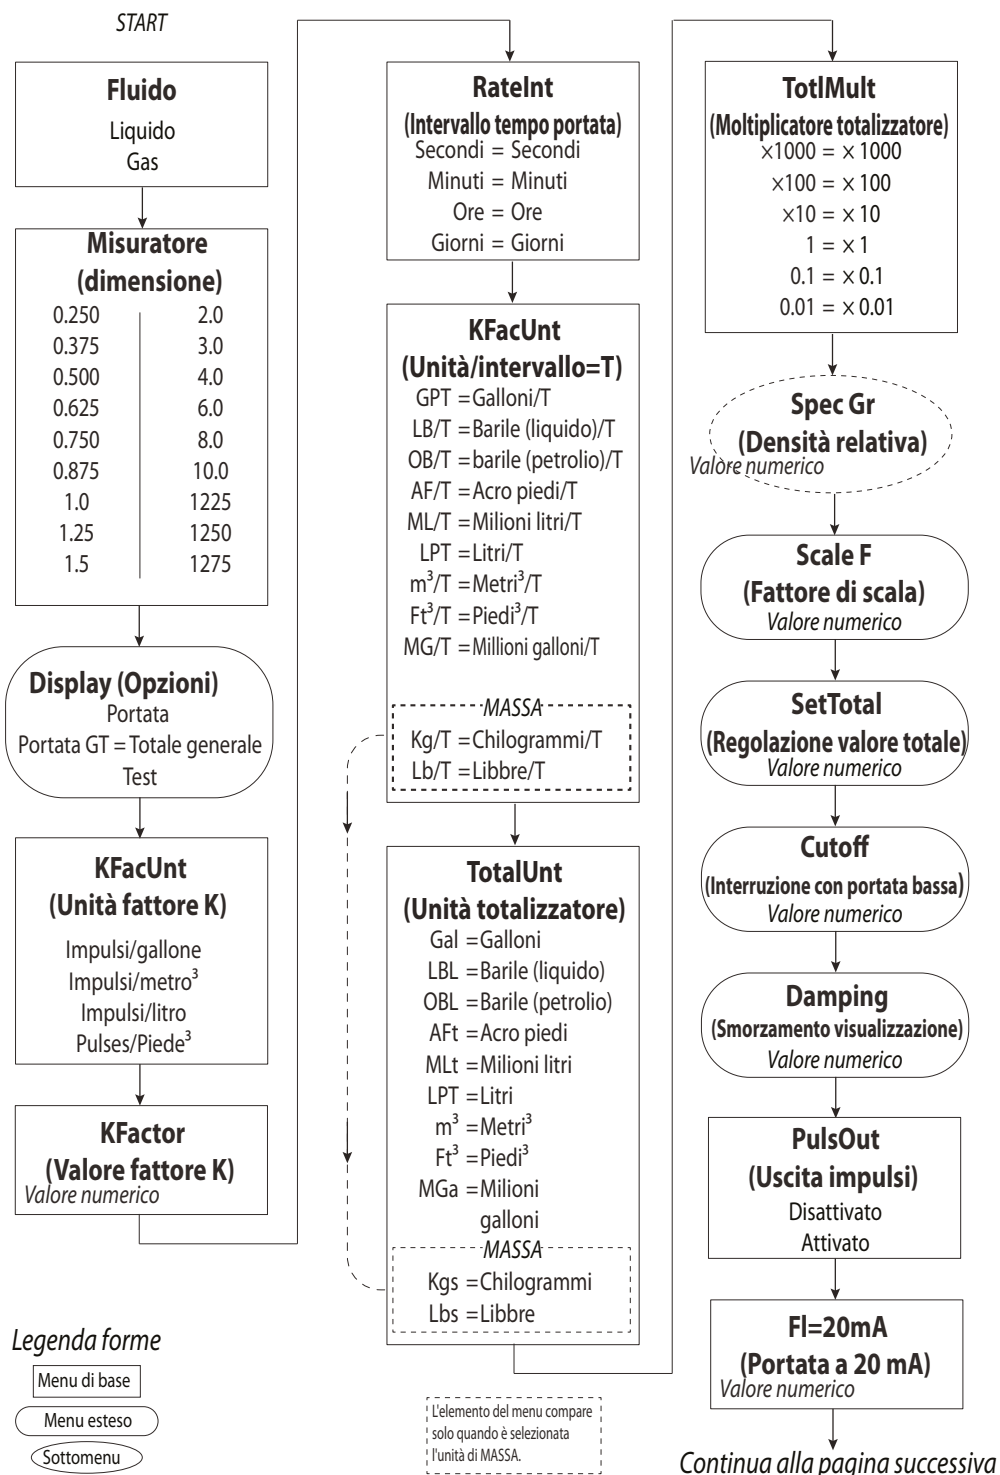 START
Fluido
Liquido
Gas
Misuratore
(dimensione)
0.250 2.0
0.375 3.0
0.500 4.0
0.625 6.0
0.750 8.0
0.875 10.0
1.0 1225
1.25 1250
1.5 1275
Display (Opzioni)
Portata
Portata GT = Totale generale
Test
KFacUnt
(Unità fattore K)
Impulsi/gallone
Impulsi/metro³
Impulsi/litro
Pulses/Piede³
KFactor
(Valore fattore K)
Valore numerico
RateInt
(Intervallo tempo portata)
Secondi = Secondi
Minuti = Minuti
Ore = Ore
Giorni = Giorni
KFacUnt
(Unità/intervallo=T)
GPT =Galloni/T
LB/T =Barile (liquido)/T
OB/T =barile (petrolio)/T
AF/T =Acro piedi/T
ML/T =Milioni litri/T
LPT =Litri/T
m³/T =Metri³/T
Ft³/T =Piedi³/T
MG/T =Millioni galloni/T
MASSA
Kg/T =Chilogrammi/T
Lb/T =Libbre/T
TotalUnt
(Unità totalizzatore)
Gal =Galloni
LBL =Barile (liquido)
OBL =Barile (petrolio)
AFt =Acro piedi
MLt =Milioni litri
LPT =Litri
m³ =Metri³
Ft³ =Piedi³
MGa =Milioni
galloni
MASSA
Kgs =Chilogrammi
Lbs =Libbre
TotlMult
(Moltiplicatore totalizzatore)
×1000 = × 1000
×100 = × 100
×10 = × 10
1 = × 1
0.1 = × 0.1
0.01 = × 0.01
Spec Gr
(Densità relativa)
Valore numerico
Scale F
(Fattore di scala)
Valore numerico
SetTotal
(Regolazione valore totale)
Valore numerico
Cutoff
(Interruzione con portata bassa)
Valore numerico
Damping
(Smorzamento visualizzazione)
Valore numerico
PulsOut
(Uscita impulsi)
Disattivato
Attivato
Fl=20mA
(Portata a 20 mA)
Valore numerico
Continua alla pagina successiva
Legenda forme
Menu di base
Menu esteso
Sottomenu
L'elemento del menu compare
solo quando è selezionata
l'unità di MASSA.